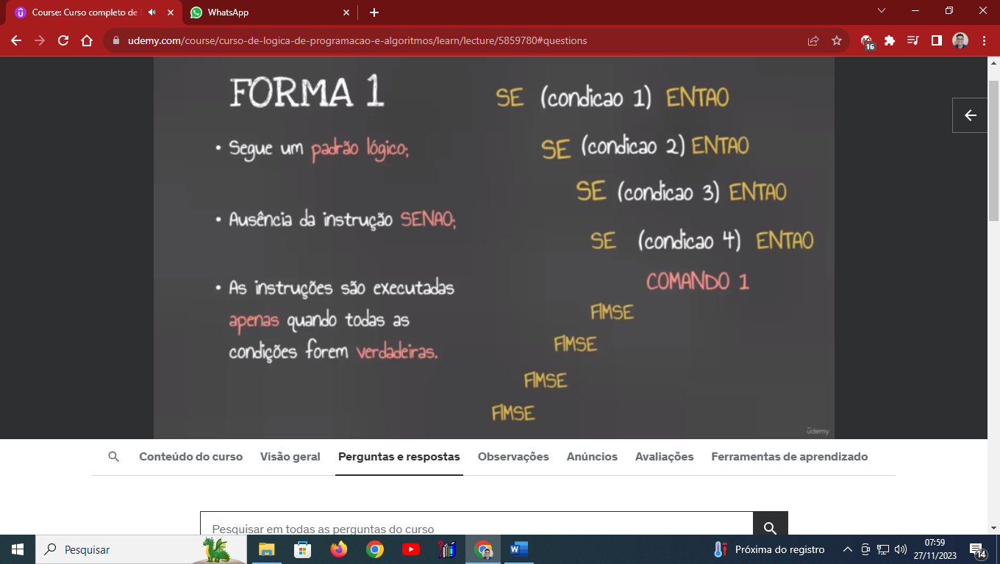 Course: Curso completo de
WhatsApp
udemy.com/course/curso-de-logica-de-programacao-e-algoritmos/learn/lecture/5859780#questions
16
FORMA 1
• Segue um padrão lógico;
• Ausência da instrução SENAO;
• As instruções são executadas
apenas quando todas as
condições forem verdadeiras.
SE (condicao 1) ENTAO
SE (condicao 2) ENTAO
SE (condicao 3) ENTAO
SE (condicao 4) ENTAO
COMANDO 1
FIMSE
FIMSE
FIMSE
FIMSE
udemy
Conteúdo do curso
Visão geral
Perguntas e respostas
Observações
Anúncios
Avaliações
Ferramentas de aprendizado
Pesquisar em todas as perguntas do curso
Pesquisar
Próxima do registro
07:59
27/11/2023
14